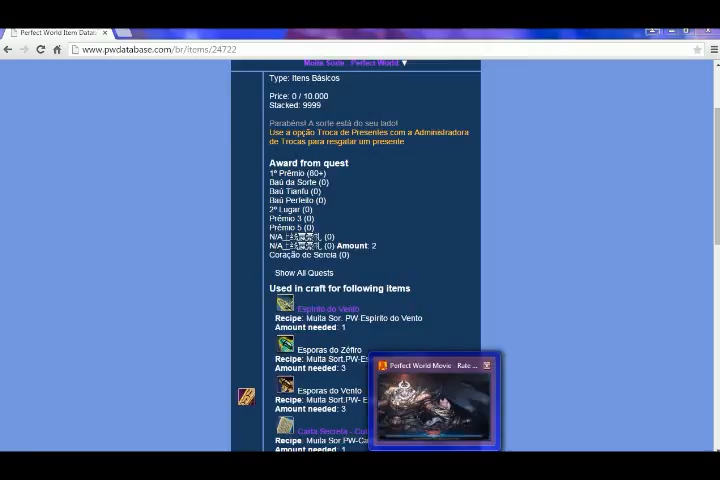 Perfect World Item Datab
www.pwdatabase.com/br/items/24722
Muita Sorte - Perfect World ▼
Type: Itens Básicos
Price: 0 / 10.000
Stacked: 9999
Parabéns! A sorte está do seu lado!
Use a opção Troca de Presentes com a Administradora
de Trocas para resgatar um presente
Award from quest
1º Prêmio (80+)
Baú da Sorte (0)
Baú Tianfu (0)
Baú Perfeito (0)
2º Lugar (0)
Prêmio 3 (0)
Prêmio 5 (0)
N/A (0)
N/A (0) Amount: 2
Coração de Sereia (0)
Show All Quests
Used in craft for following items
Espírito do Vento
Recipe: Muita Sor. PW-Espírito do Vento
Amount needed: 1
Esporas do Zéfiro
Recipe: Muita Sort.PW-Es
Amount needed: 3
Esporas do Vento
Recipe: Muita Sort.PW- E
Amount needed: 3
Carta Secreta -
Recipe: Muita Sor PW-Ca
Amount needed: 1
Perfect World Movie - Rate ...